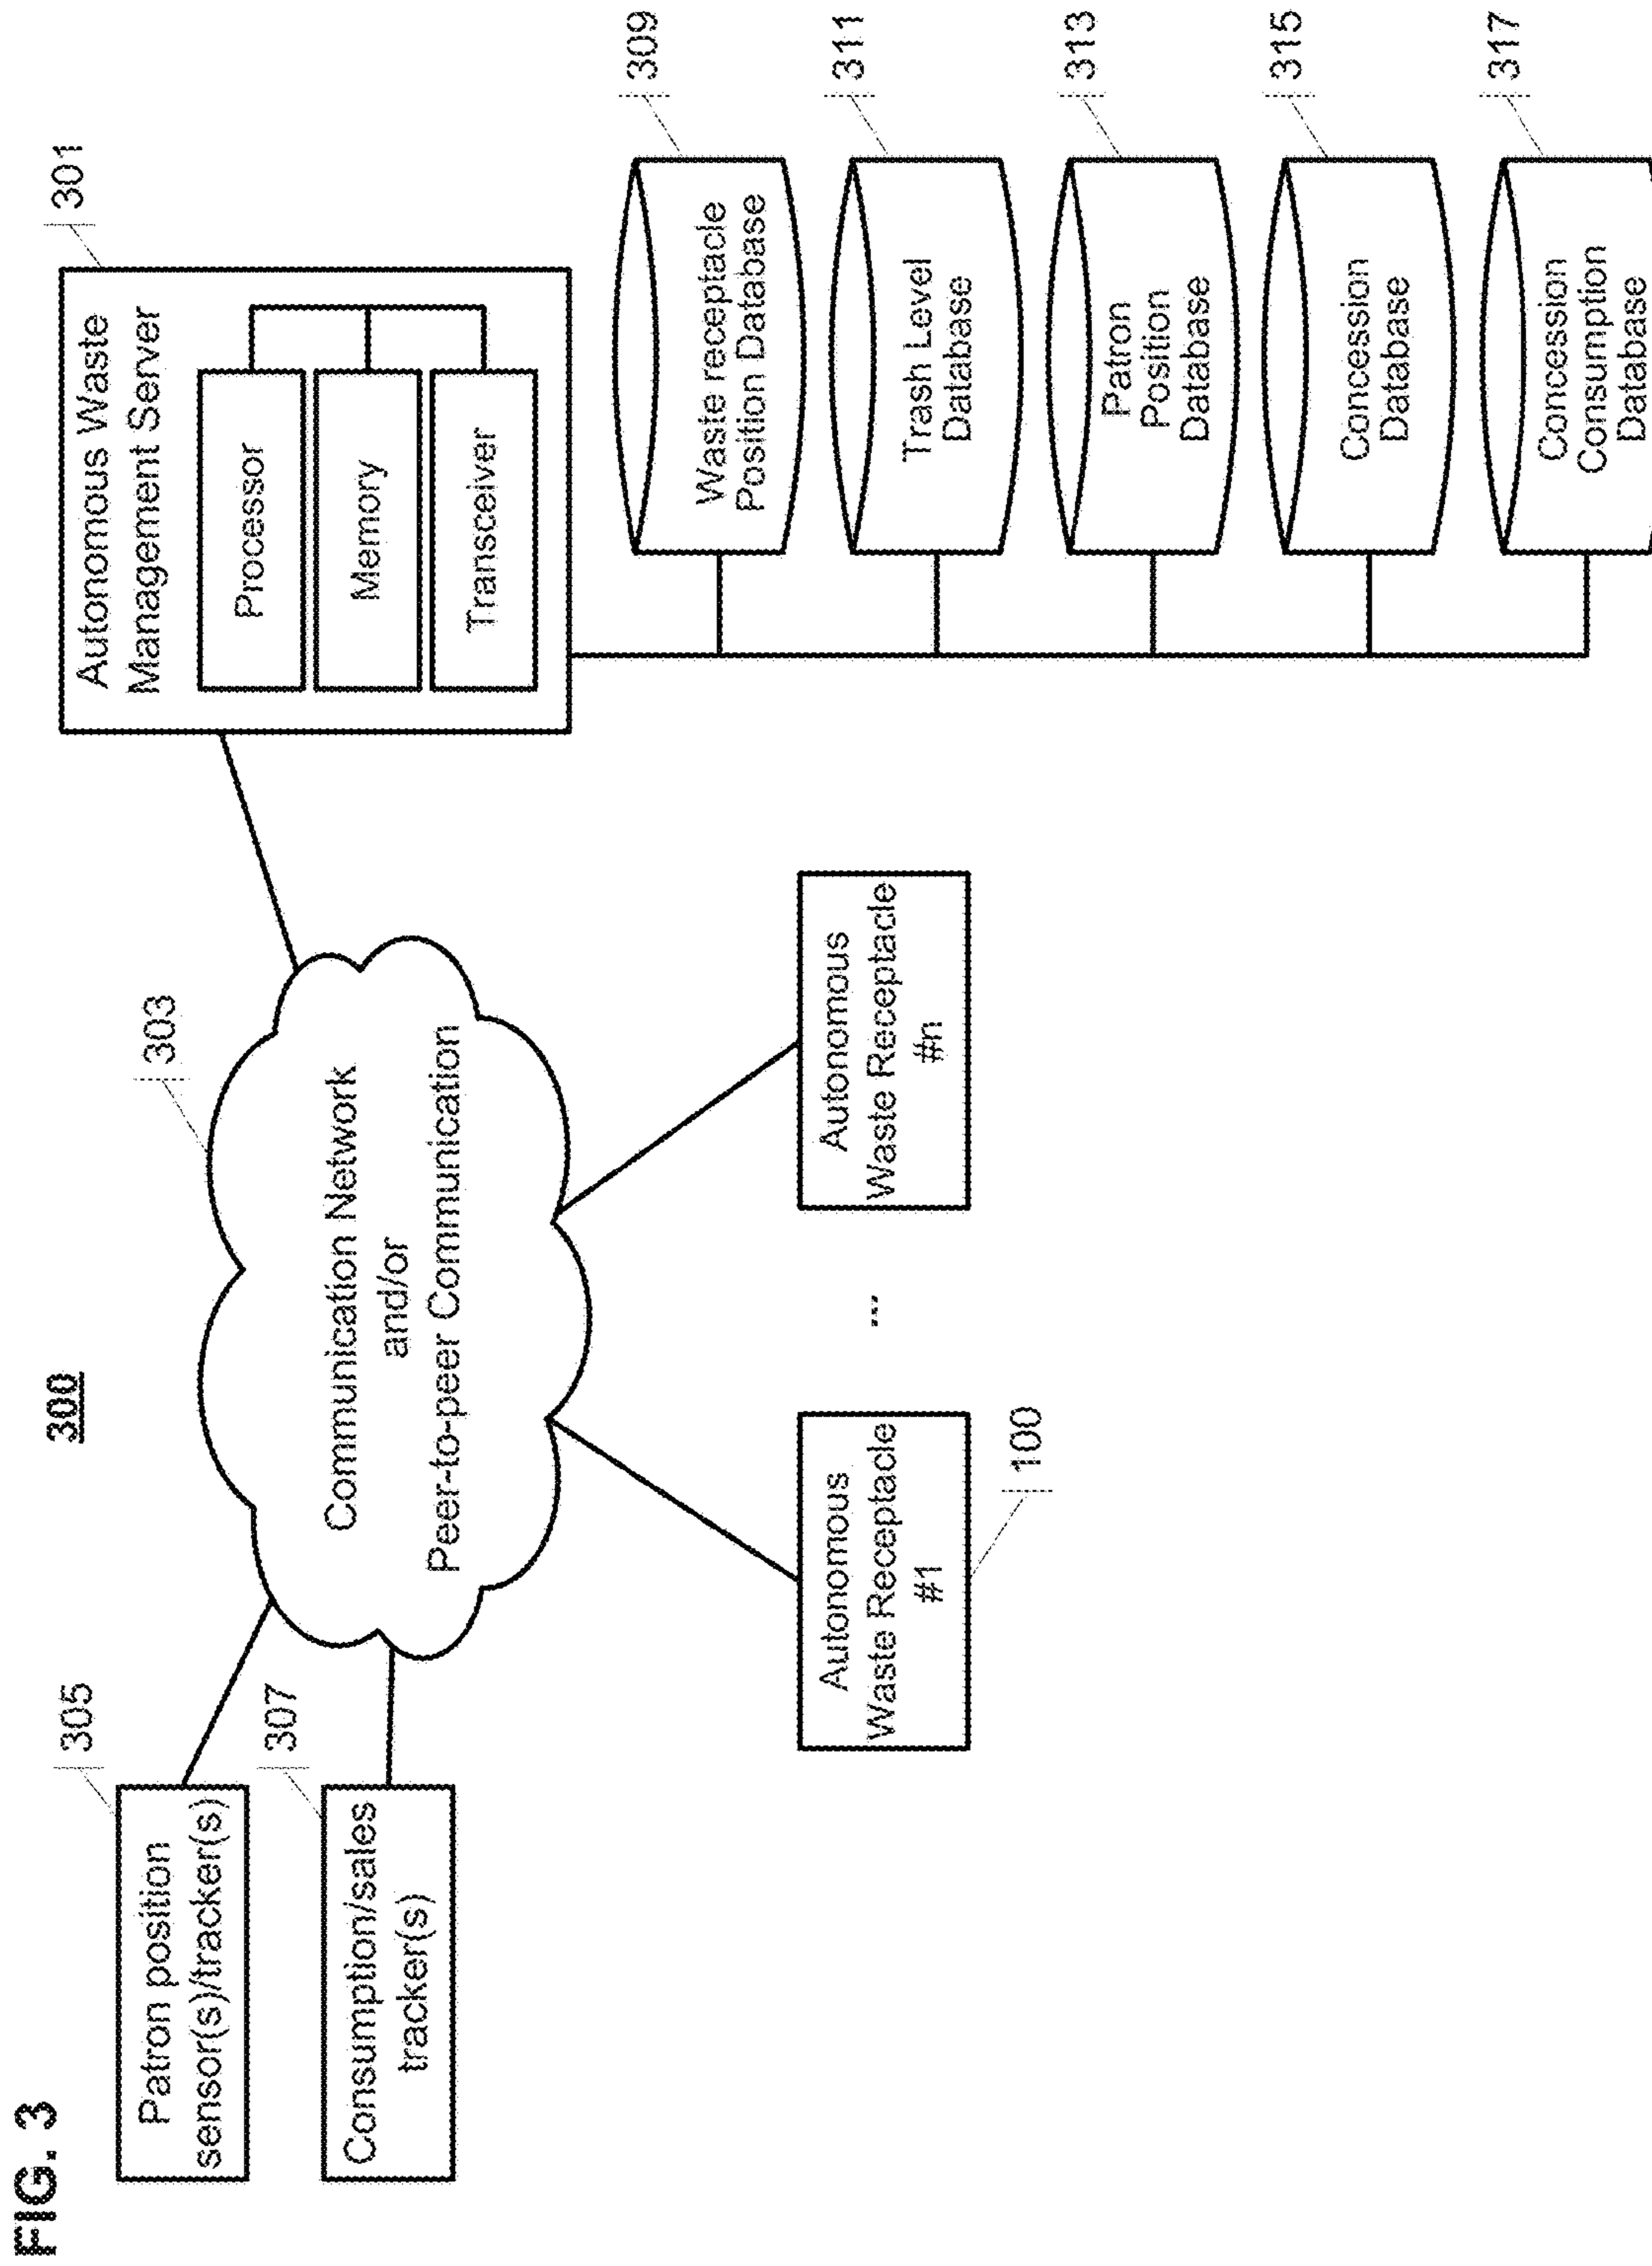 FIG. 3
300
305
Patron position
sensor(s)/tracker(s)
307
Consumption/sales
tracker(s)
303
Communication Network
and/or
Peer-to-peer Communication
301
Autonomous Waste
Management Server
Processor
Memory
Transceiver
Autonomous
Waste Receptacle
#1
100
...
Autonomous
Waste Receptacle
#n
309
Waste receptacle
Position Database
311
Trash Level
Database
313
Patron
Position
Database
315
Concession
Database
317
Concession
Consumption
Database